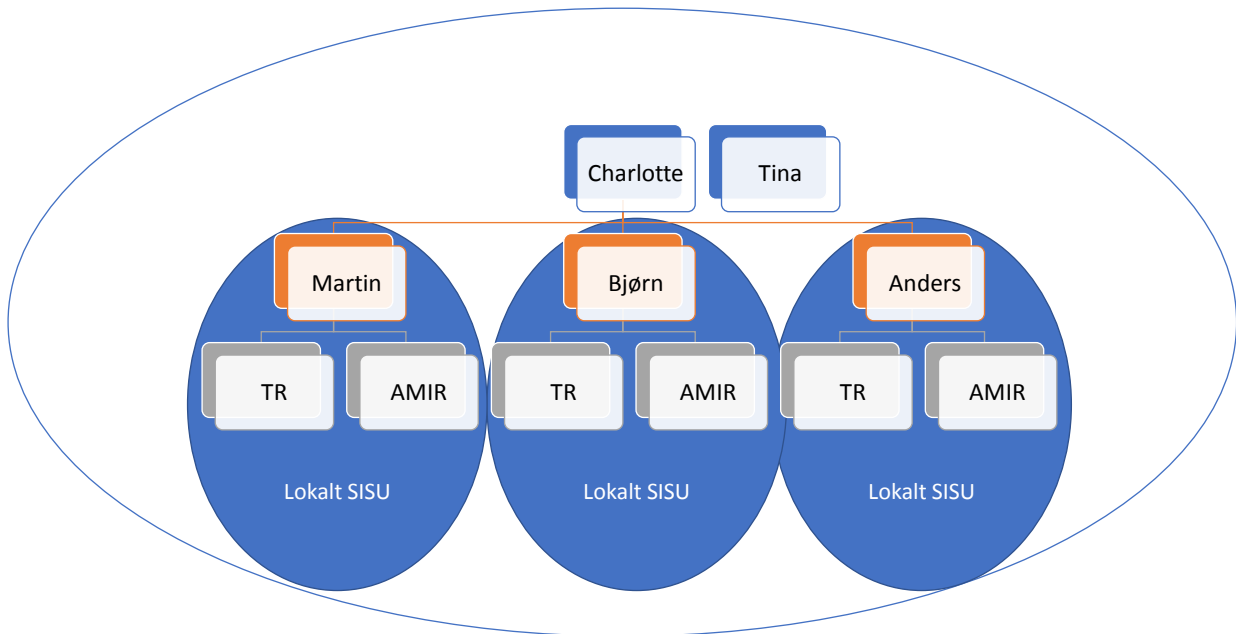 Charlotte
Tina
Martin
Bjørn
Anders
TR
AMIR
TR
AMIR
TR
AMIR
Lokalt SISU
Lokalt SISU
Lokalt SISU